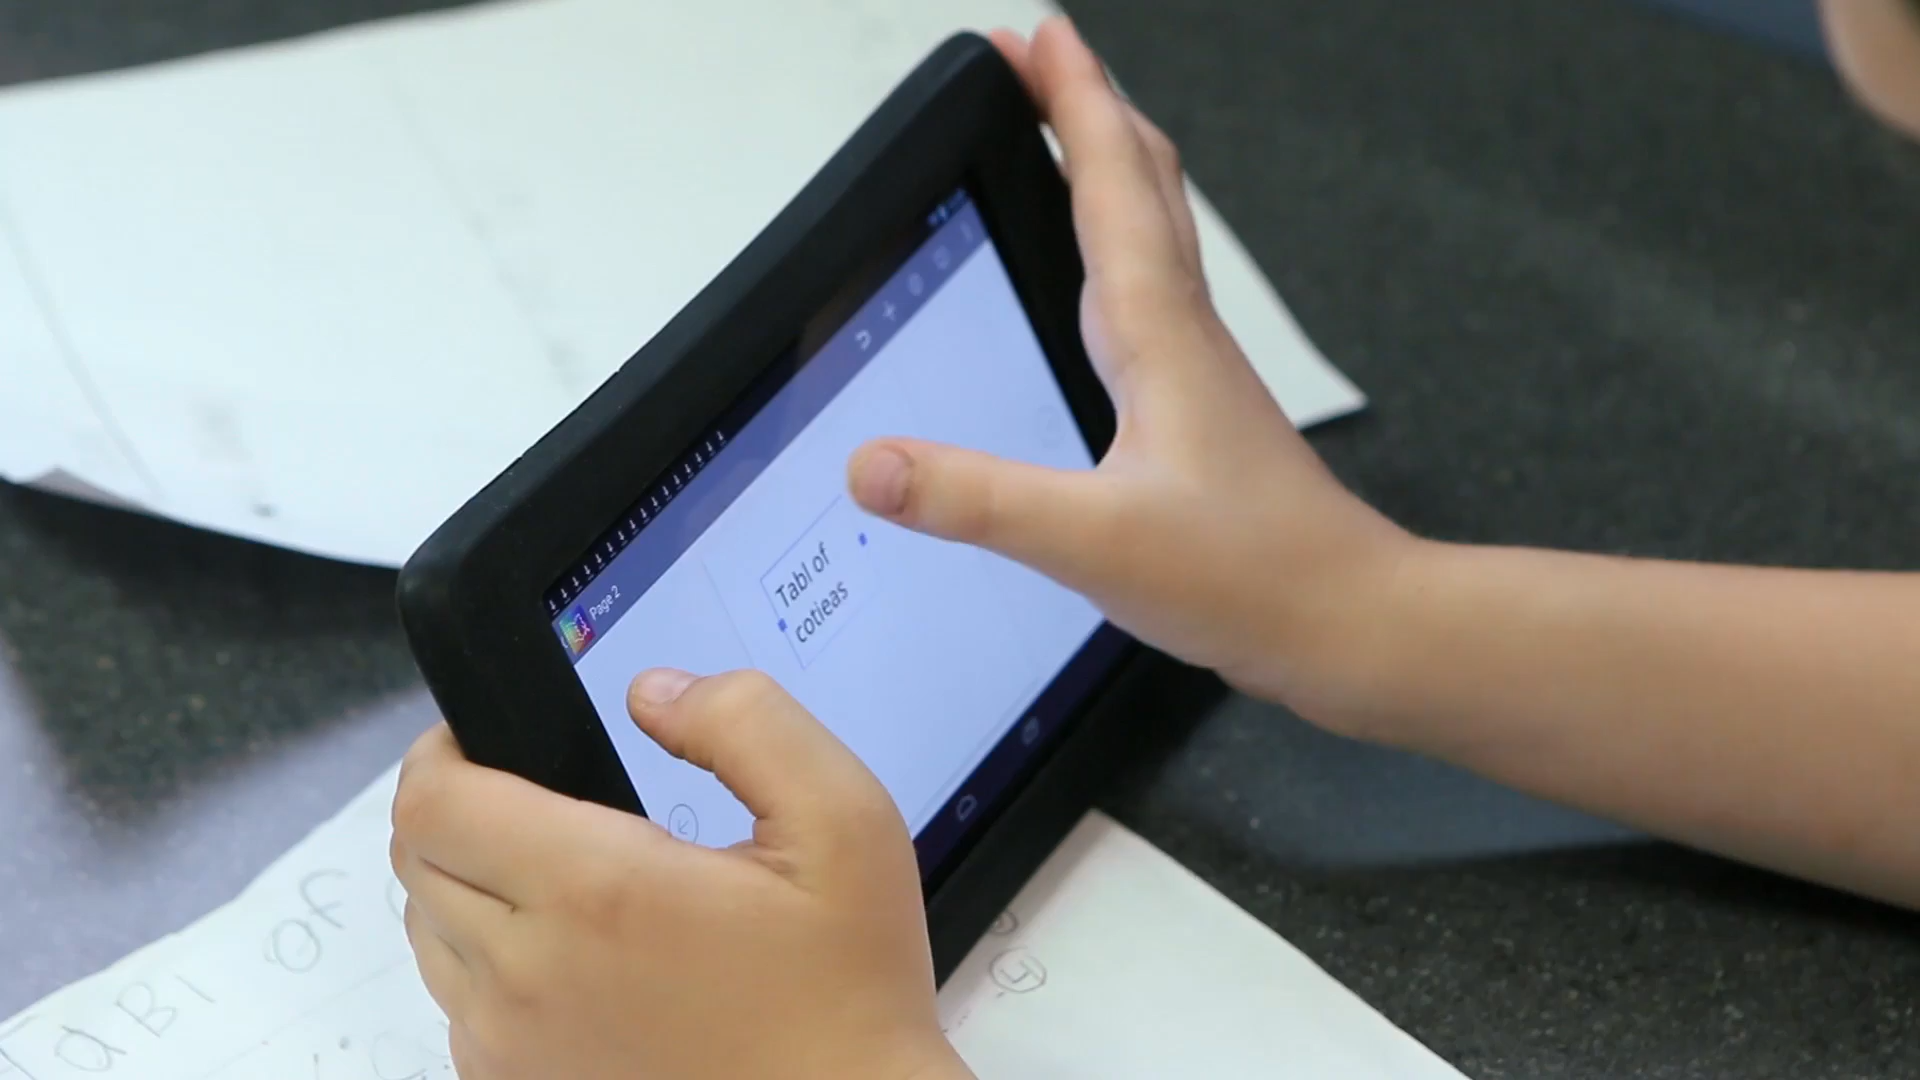 Page 2
Tabl of
cotieas
TaBl of